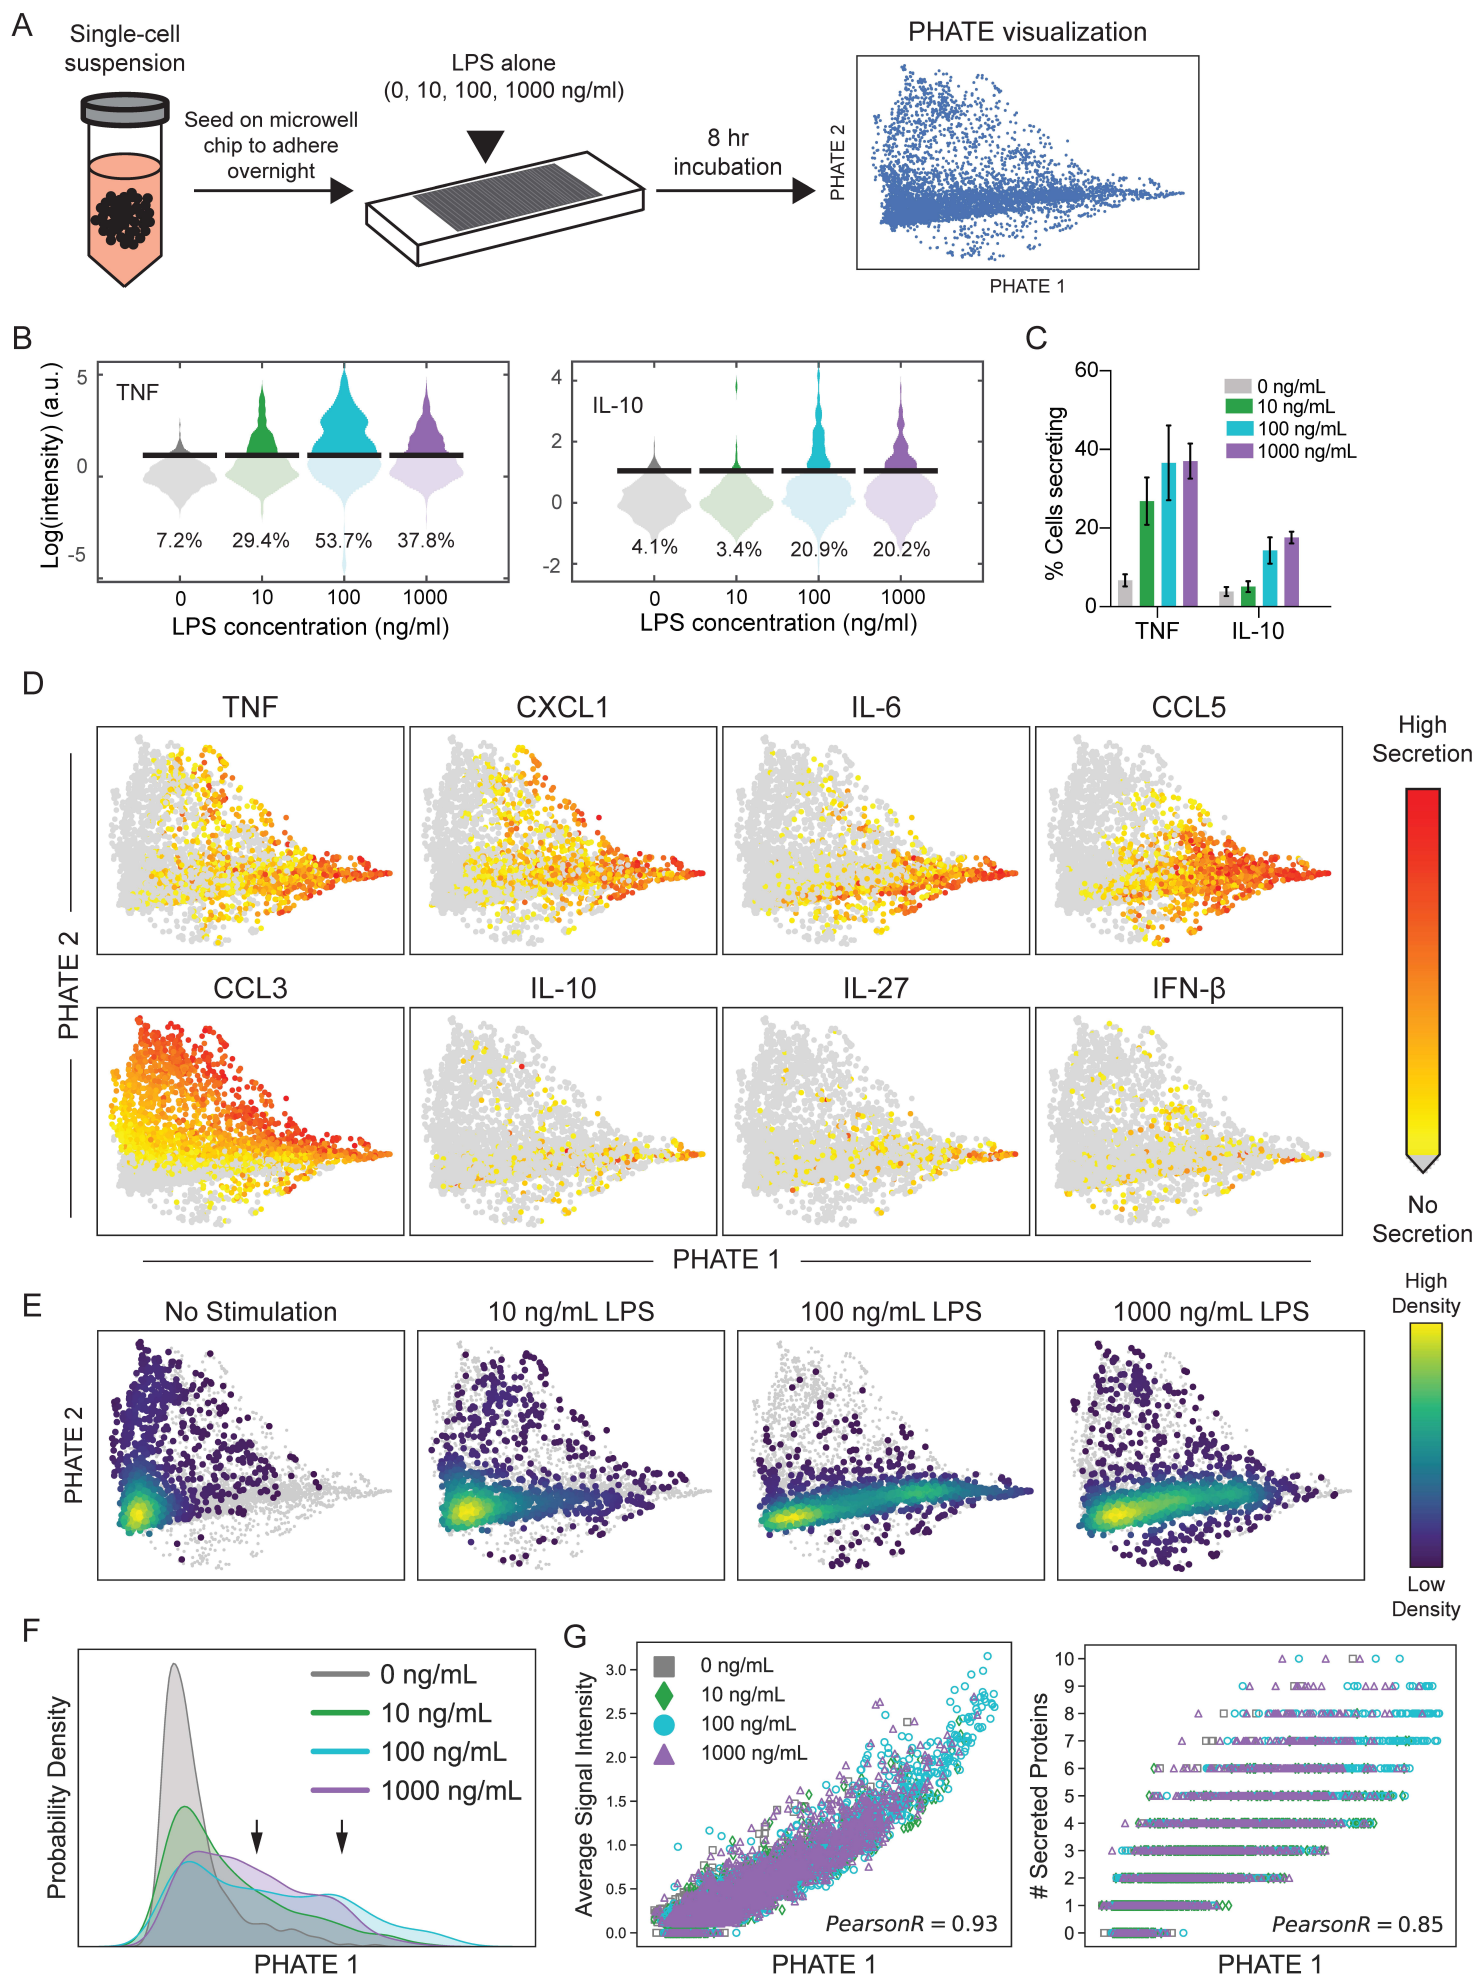 A
Single-cell
suspension
Seed on microwell
chip to adhere
overnight
LPS alone
(0, 10, 100, 1000 ng/ml)
8 hr
incubation
PHATE visualization
PHATE 2
PHATE 1
B
Log(intensity) (a.u.)
5
0
-5
TNF
7.2%
29.4%
53.7%
37.8%
0
10
100
1000
LPS concentration (ng/ml)
4
2
0
-2
IL-10
4.1%
3.4%
20.9%
20.2%
0
10
100
1000
LPS concentration (ng/ml)
C
% Cells secreting
60
40
20
0
0 ng/mL
10 ng/mL
100 ng/mL
1000 ng/mL
TNF
IL-10
D
TNF
CXCL1
IL-6
CCL5
CCL3
IL-10
IL-27
IFN-β
PHATE 2
PHATE 1
High
Secretion
No
Secretion
E
No Stimulation
10 ng/mL LPS
100 ng/mL LPS
1000 ng/mL LPS
PHATE 2
High
Density
Low
Density
F
Probability Density
0 ng/mL
10 ng/mL
100 ng/mL
1000 ng/mL
PHATE 1
G
Average Signal Intensity
3.0
2.5
2.0
1.5
1.0
0.5
0.0
0 ng/mL
10 ng/mL
100 ng/mL
1000 ng/mL
PearsonR = 0.93
PHATE 1
# Secreted Proteins
10
9
8
7
6
5
4
3
2
1
0
PearsonR = 0.85
PHATE 1